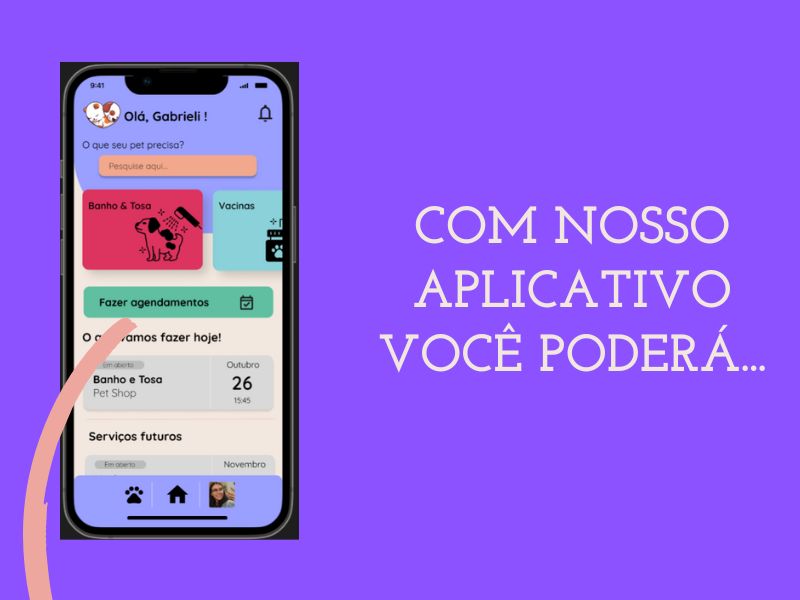 9:41
Olá, Gabrieli !
O que seu pet precisa?
Pesquise aqui...
Banho & Tosa
Vacinas
Fazer agendamentos
O vamos fazer hoje!
Em aberto
Outubro
Banho e Tosa
26
Pet Shop
15:45
Serviços futuros
Em aberto
Novembro
COM NOSSO
APLICATIVO
VOCÊ PODERÁ...